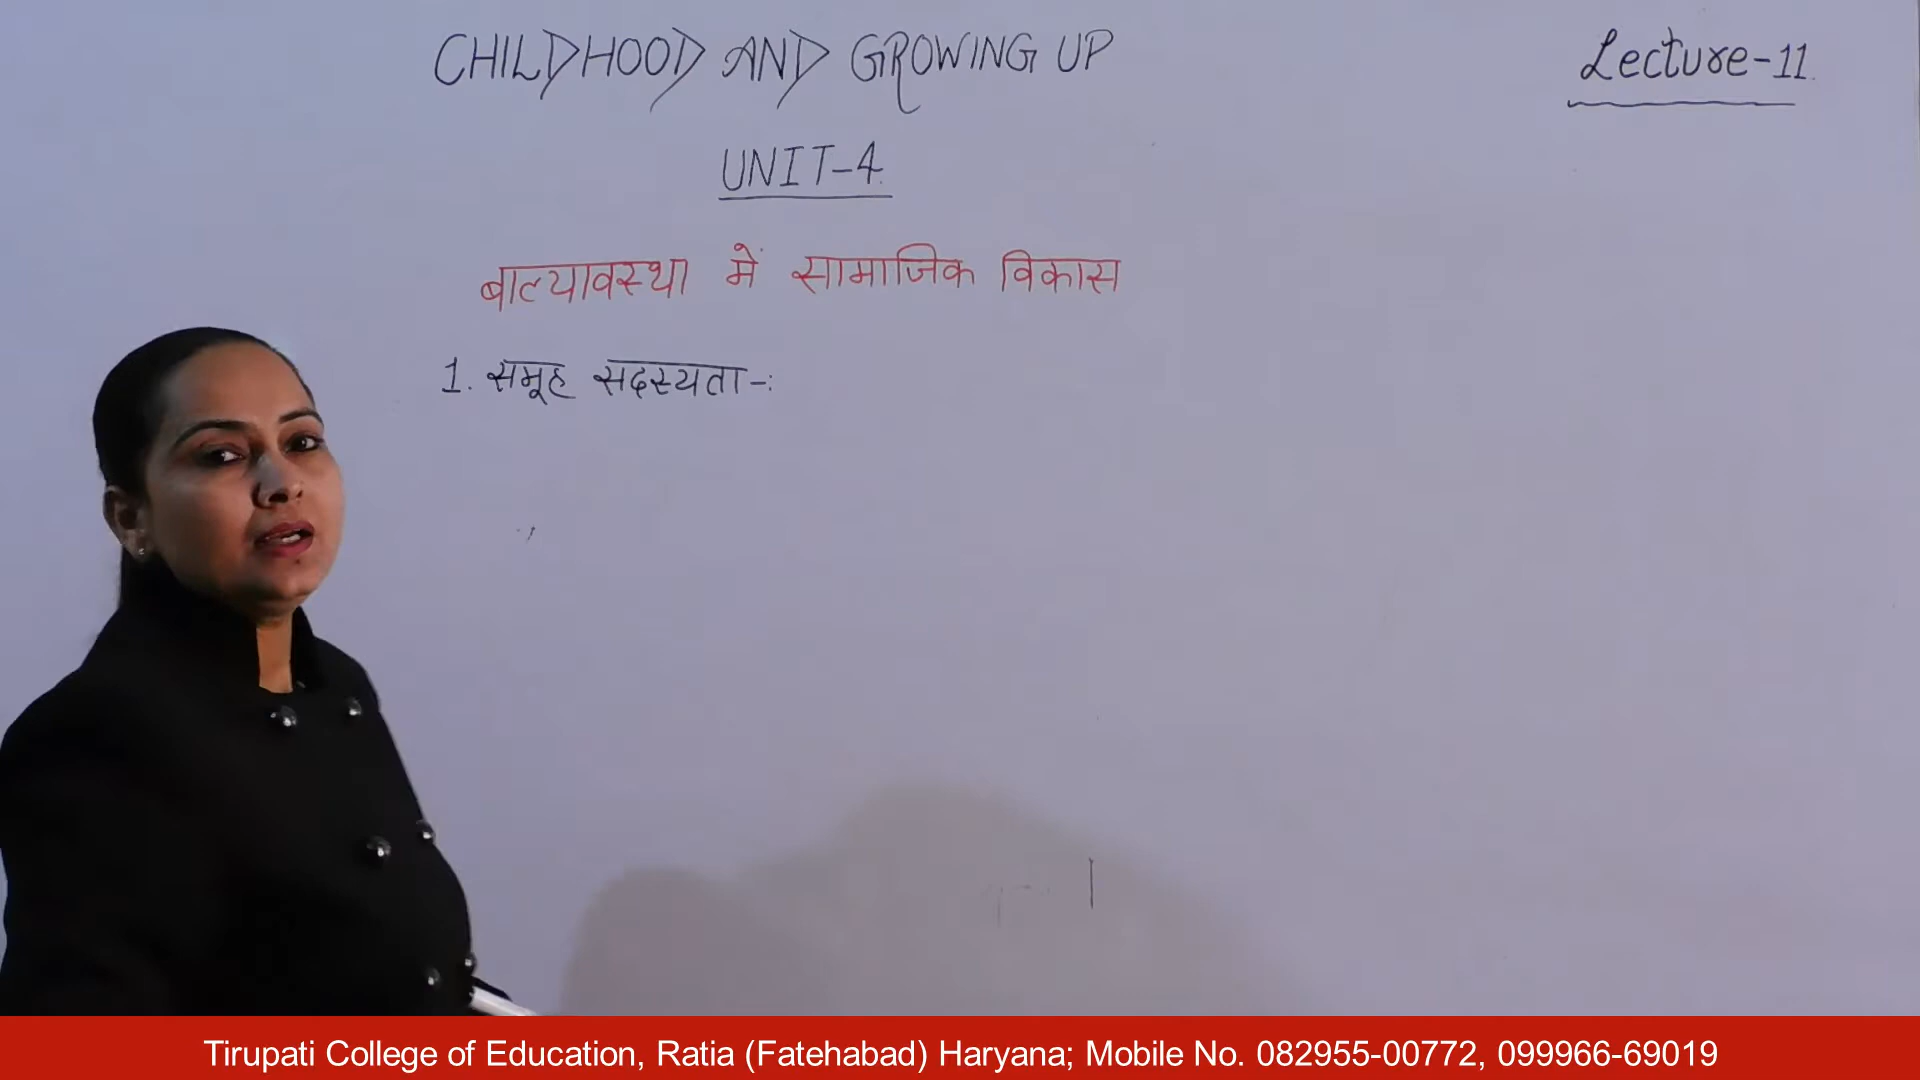 CHILDHOOD AND GROWING UP
Lecture-11.
UNIT-4.
बाल्यावस्था में सामाजिक विकास
1. समूह सदस्यता-:
Tirupati College of Education, Ratia (Fatehabad) Haryana; Mobile No. 082955-00772, 099966-69019